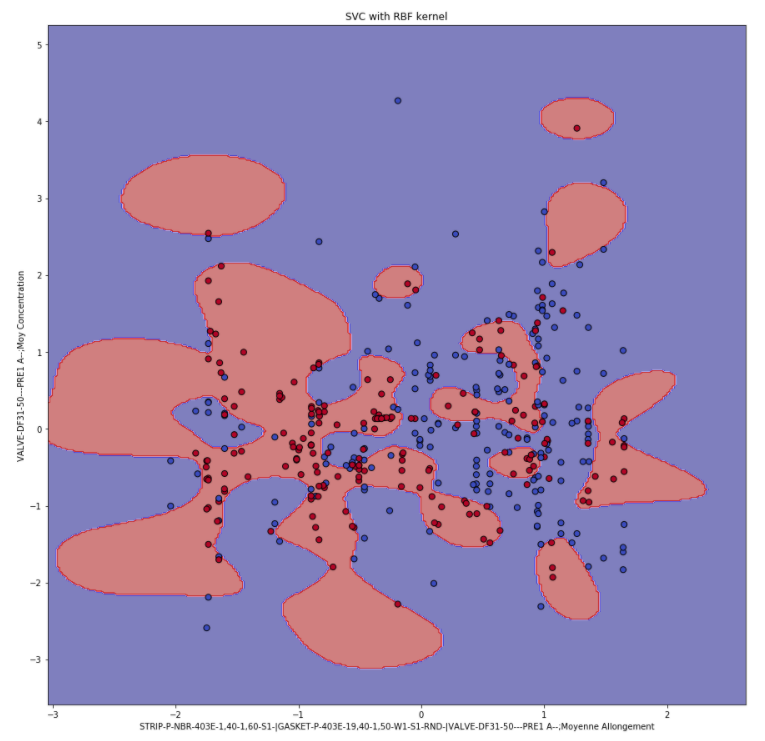 SVC with RBF kernel
5
4
3
2
1
0
−1
−2
−3
VALVE-DF31-50---PRE1 A--;Moy Concentration
−3 −2 −1 0 1 2
STRIP-P-NBR-403E-1,40-1,60-S1-|GASKET-P-403E-19,40-1,50-W1-S1-RND-|VALVE-DF31-50---PRE1 A--;Moyenne Allongement